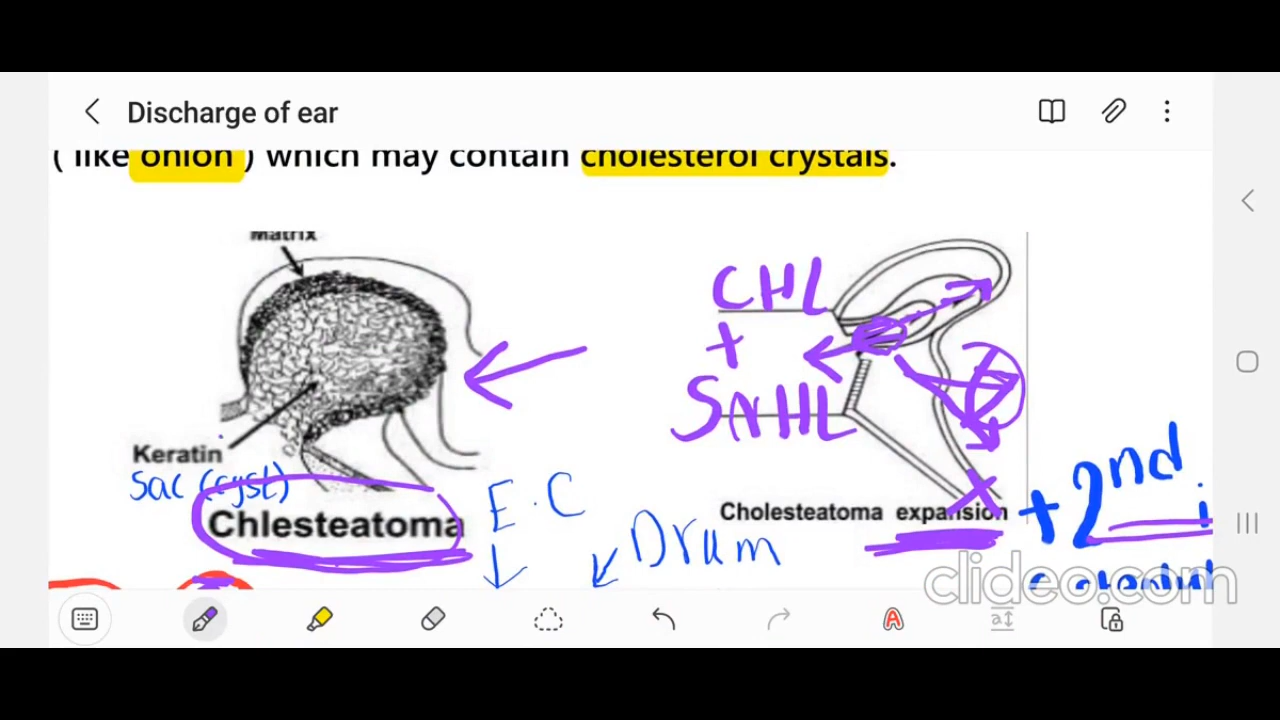 Discharge of ear
( like onion ) which may contain cholesterol crystals.
Matrix
CHL
+
SNHL
Keratin
Sac (cyst)
Chlesteatoma
E.C
Drum
Cholesteatoma expansion
X
+ 2nd
clideo.com